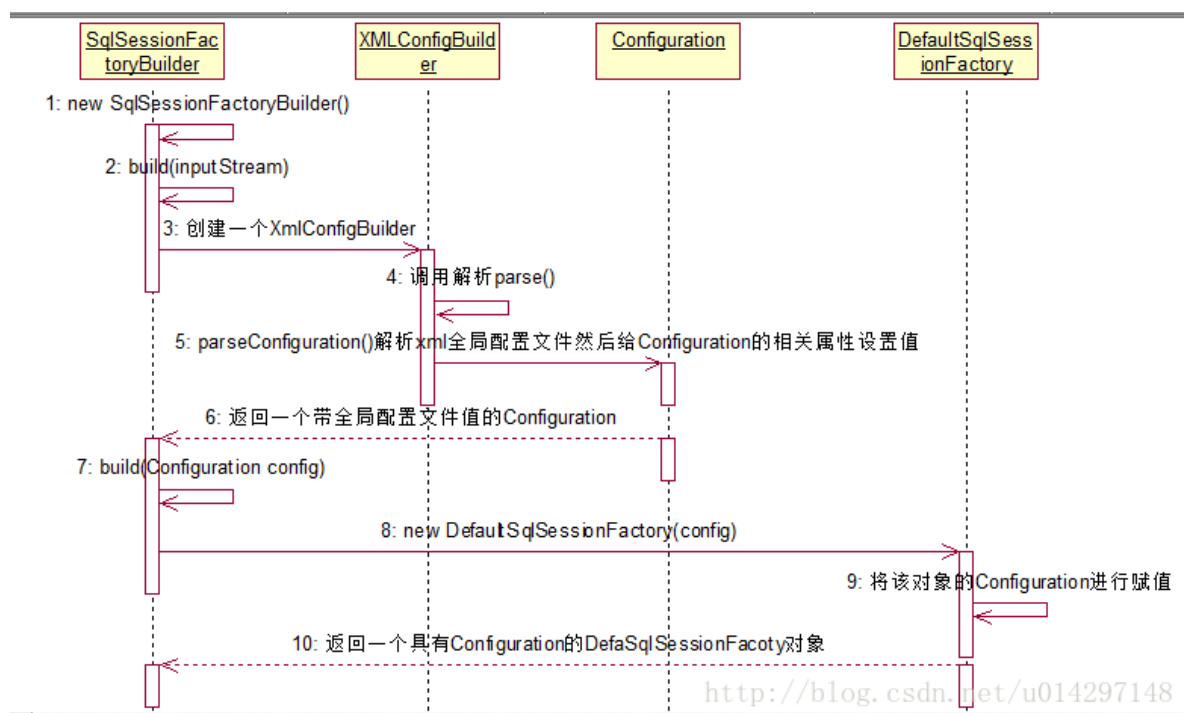 SqlSessionFac
toryBuilder
XMLConfigBuild
er
Configuration
DefaultSqlSess
ionFactory
1: new SqlSessionFactoryBuilder()
2: build(inputStream)
3: 创建一个XmlConfigBuilder
4: 调用解析parse()
5: parseConfiguration()解析xml全局配置文件然后给Configuration的相关属性设置值
6: 返回一个带全局配置文件值的Configuration
7: build(Configuration config)
8: new DefaultSqlSessionFactory(config)
9: 将该对象的Configuration进行赋值
10: 返回一个具有Configuration的DefaSqlSessionFacoty对象
http://blog.csdn.net/u014297148